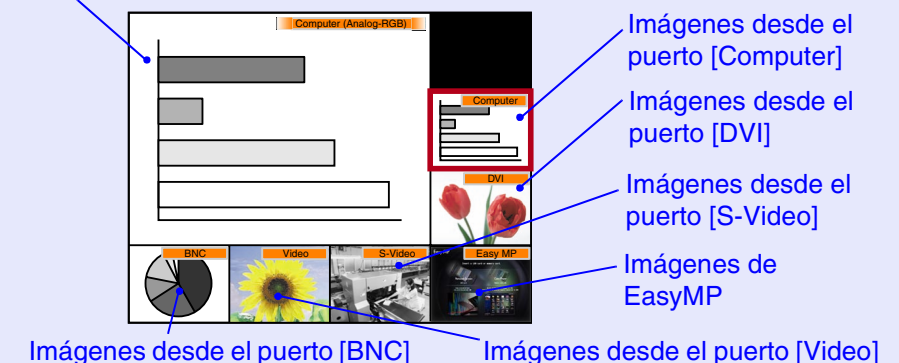 Computer (Analog-RGB)
Imágenes desde el
puerto [Computer]
Computer
Imágenes desde el
puerto [DVI]
DVI
Imágenes desde el
puerto [S-Video]
BNC
Video
S-Video
Easy MP
Imágenes de
EasyMP
Imágenes desde el puerto [BNC]
Imágenes desde el puerto [Video]